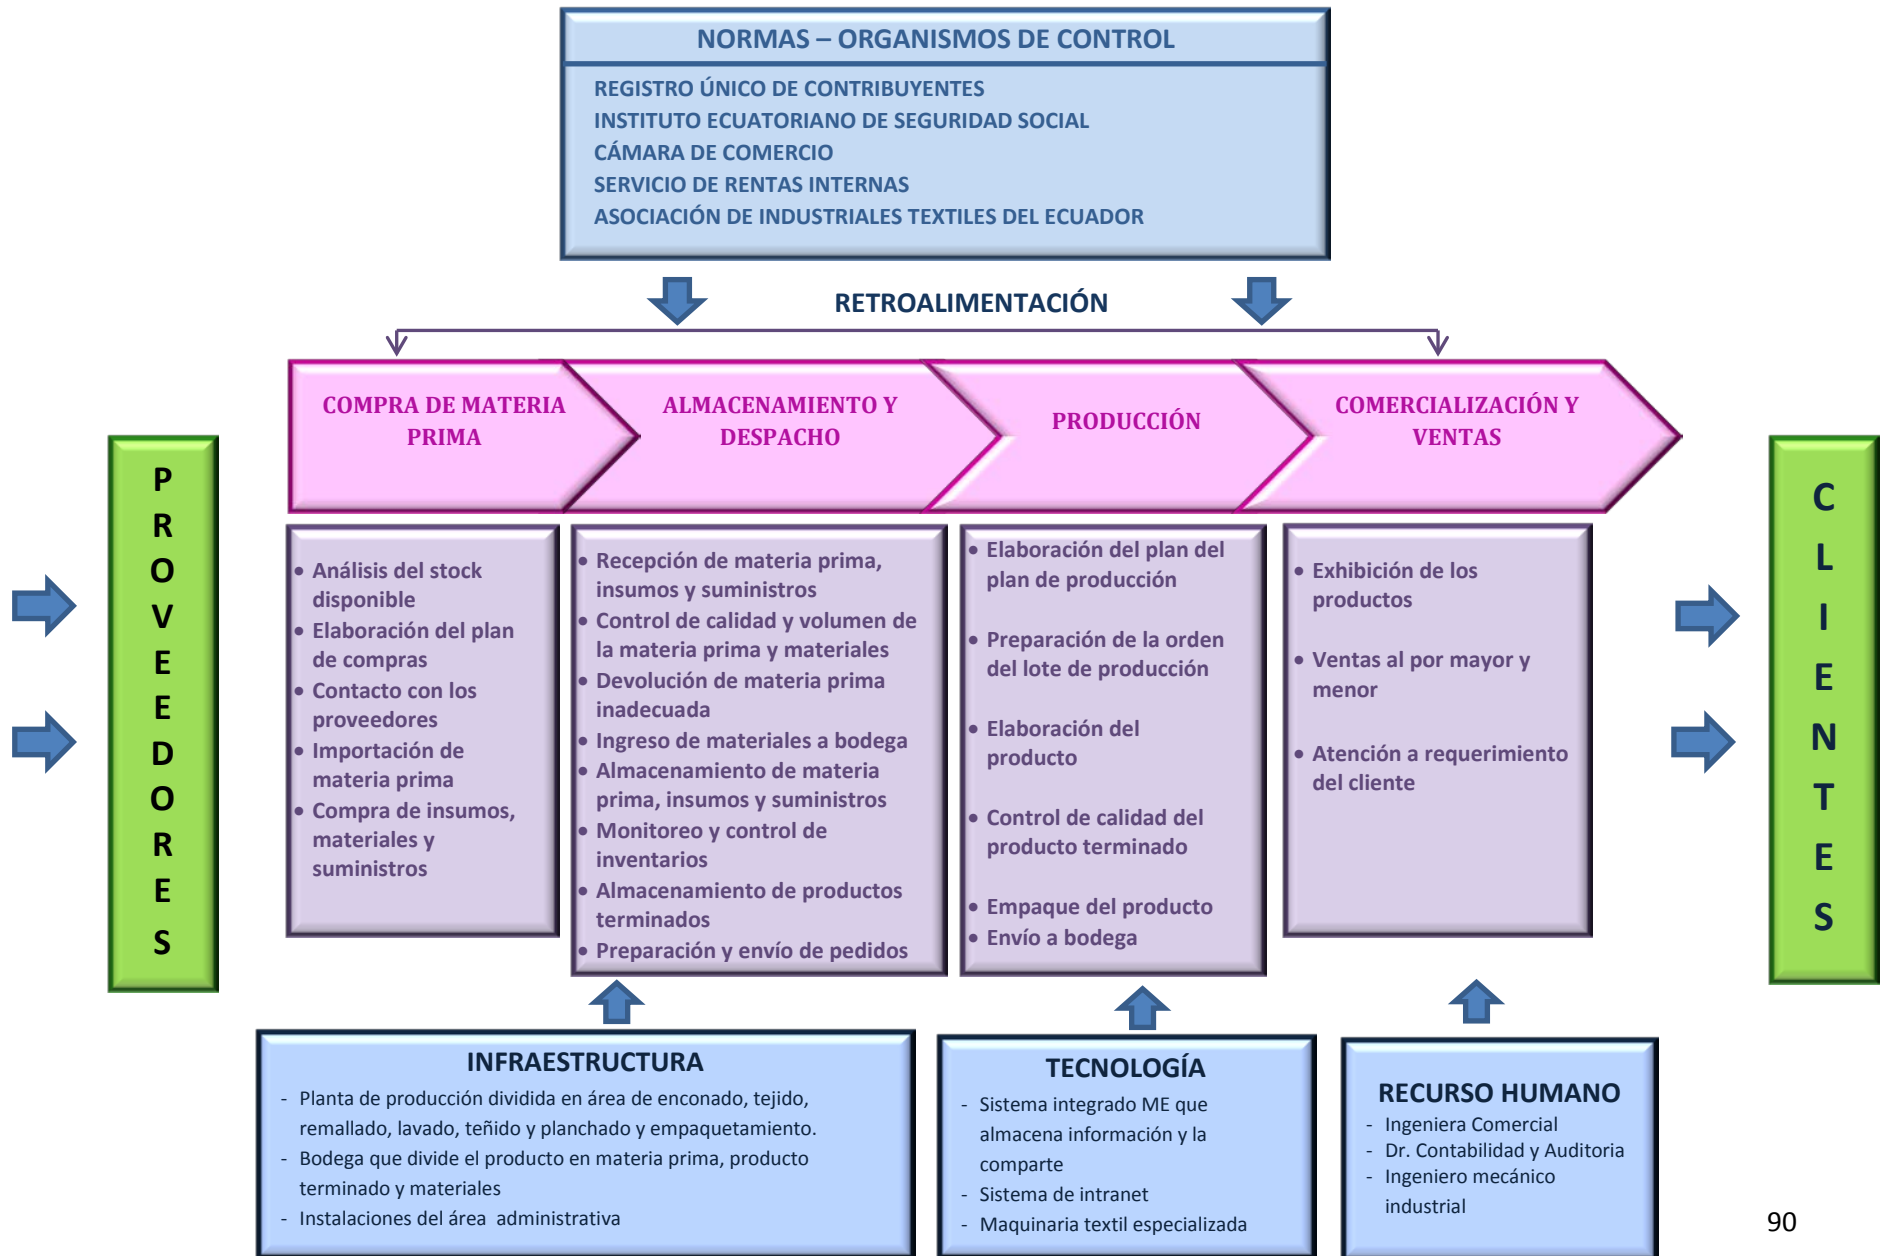 NORMAS – ORGANISMOS DE CONTROL
REGISTRO ÚNICO DE CONTRIBUYENTES
INSTITUTO ECUATORIANO DE SEGURIDAD SOCIAL
CÁMARA DE COMERCIO
SERVICIO DE RENTAS INTERNAS
ASOCIACIÓN DE INDUSTRIALES TEXTILES DEL ECUADOR
RETROALIMENTACIÓN
PROVEEDORES
COMPRA DE MATERIA
PRIMA
ALMACENAMIENTO Y
DESPACHO
PRODUCCIÓN
COMERCIALIZACIÓN Y
VENTAS
• Análisis del stock
disponible
• Elaboración del plan
de compras
• Contacto con los
proveedores
• Importación de
materia prima
• Compra de insumos,
materiales y
suministros
• Recepción de materia prima,
insumos y suministros
• Control de calidad y volumen de
la materia prima y materiales
• Devolución de materia prima
inadecuada
• Ingreso de materiales a bodega
• Almacenamiento de materia
prima, insumos y suministros
• Monitoreo y control de
inventarios
• Almacenamiento de productos
terminados
• Preparación y envío de pedidos
• Elaboración del plan del
plan de producción
• Preparación de la orden
del lote de producción
• Elaboración del
producto
• Control de calidad del
producto terminado
• Empaque del producto
• Envío a bodega
• Exhibición de los
productos
• Ventas al por mayor y
menor
• Atención a requerimiento
del cliente
CLIENTES
INFRAESTRUCTURA
- Planta de producción dividida en área de enconado, tejido,
remallado, lavado, teñido y planchado y empaquetamiento.
- Bodega que divide el producto en materia prima, producto
terminado y materiales
- Instalaciones del área administrativa
TECNOLOGÍA
- Sistema integrado ME que
almacena información y la
comparte
- Sistema de intranet
- Maquinaria textil especializada
RECURSO HUMANO
- Ingeniera Comercial
- Dr. Contabilidad y Auditoria
- Ingeniero mecánico
industrial
90